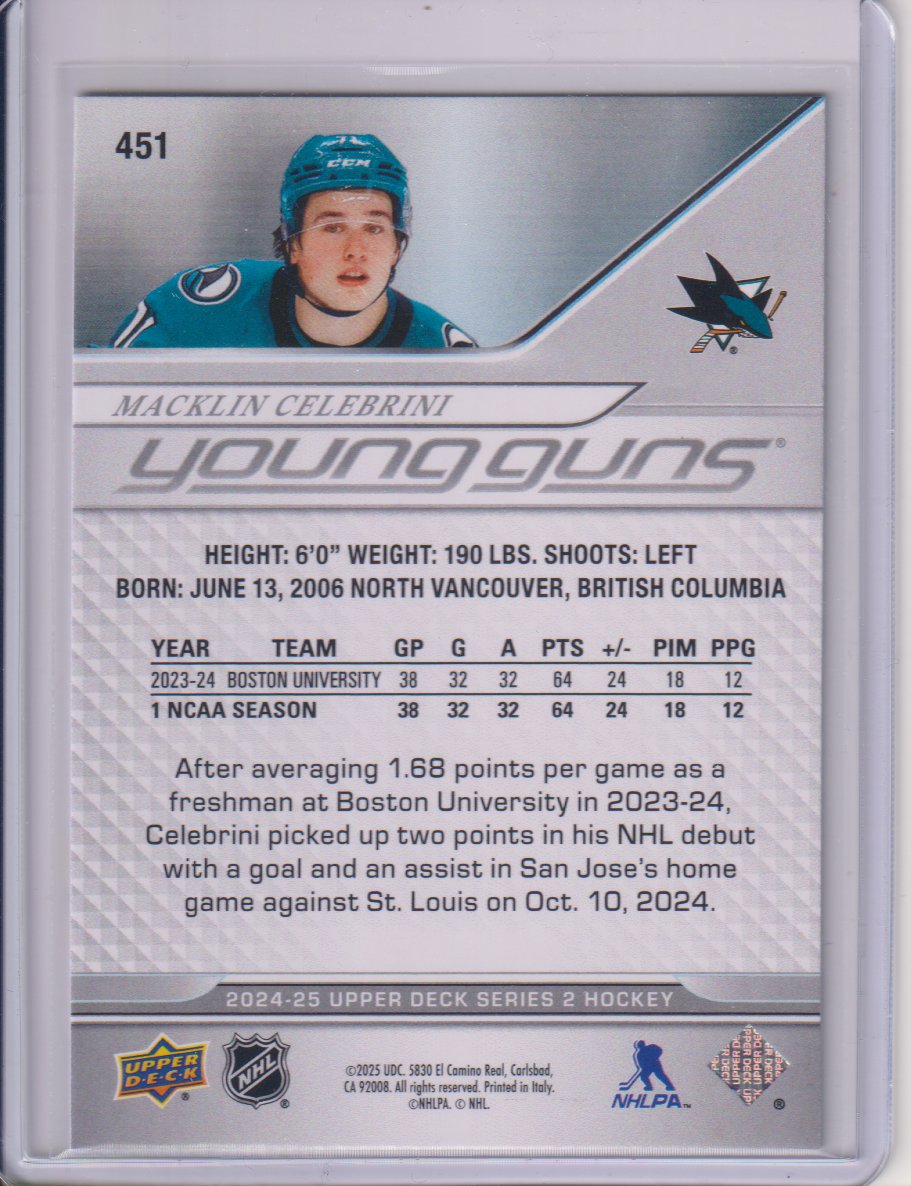 451
CCM
MACKLIN CELEBRINI
young guns®
HEIGHT: 6'0" WEIGHT: 190 LBS. SHOOTS: LEFT
BORN: JUNE 13, 2006 NORTH VANCOUVER, BRITISH COLUMBIA
YEAR TEAM GP G A PTS +/- PIM PPG
2023-24 BOSTON UNIVERSITY 38 32 32 64 24 18 12
1 NCAA SEASON 38 32 32 64 24 18 12
After averaging 1.68 points per game as a
freshman at Boston University in 2023-24,
Celebrini picked up two points in his NHL debut
with a goal and an assist in San Jose's home
game against St. Louis on Oct. 10, 2024.
2024-25 UPPER DECK SERIES 2 HOCKEY
UPPER
D·E·C·K
®
NHL
®
©2025 UDC. 5830 El Camino Real, Carlsbad,
CA 92008. All rights reserved. Printed in Italy.
©NHLPA. © NHL.
NHLPA™
UPPER DECK
®